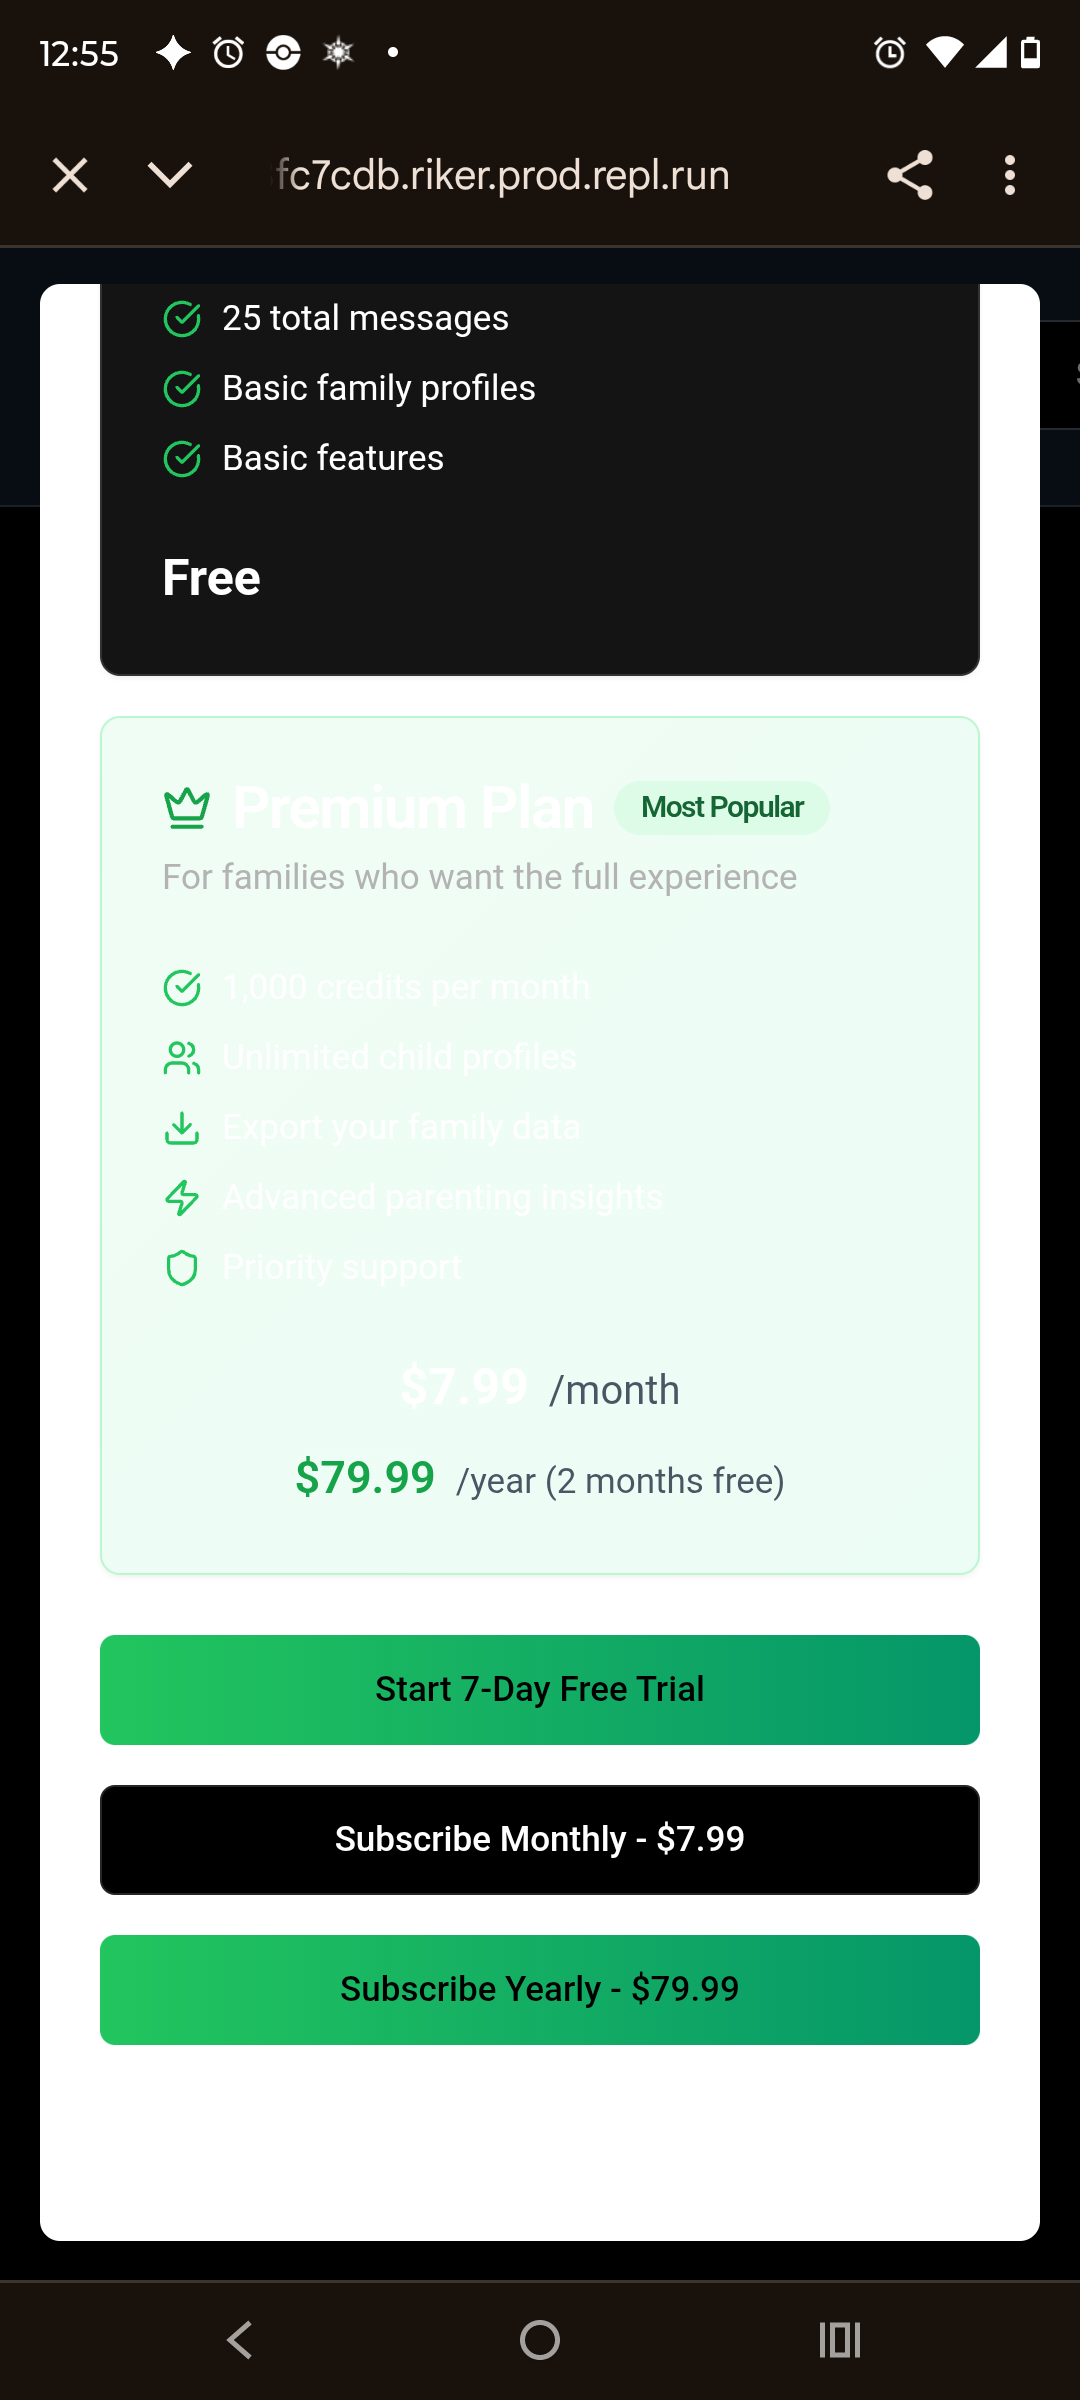 12:55
fc7cdb.riker.prod.repl.run
25 total messages
Basic family profiles
Basic features
Free
Premium Plan Most Popular
For families who want the full experience
1,000 credits per month
Unlimited child profiles
Export your family data
Advanced parenting insights
Priority support
$7.99 /month
$79.99 /year (2 months free)
Start 7-Day Free Trial
Subscribe Monthly - $7.99
Subscribe Yearly - $79.99